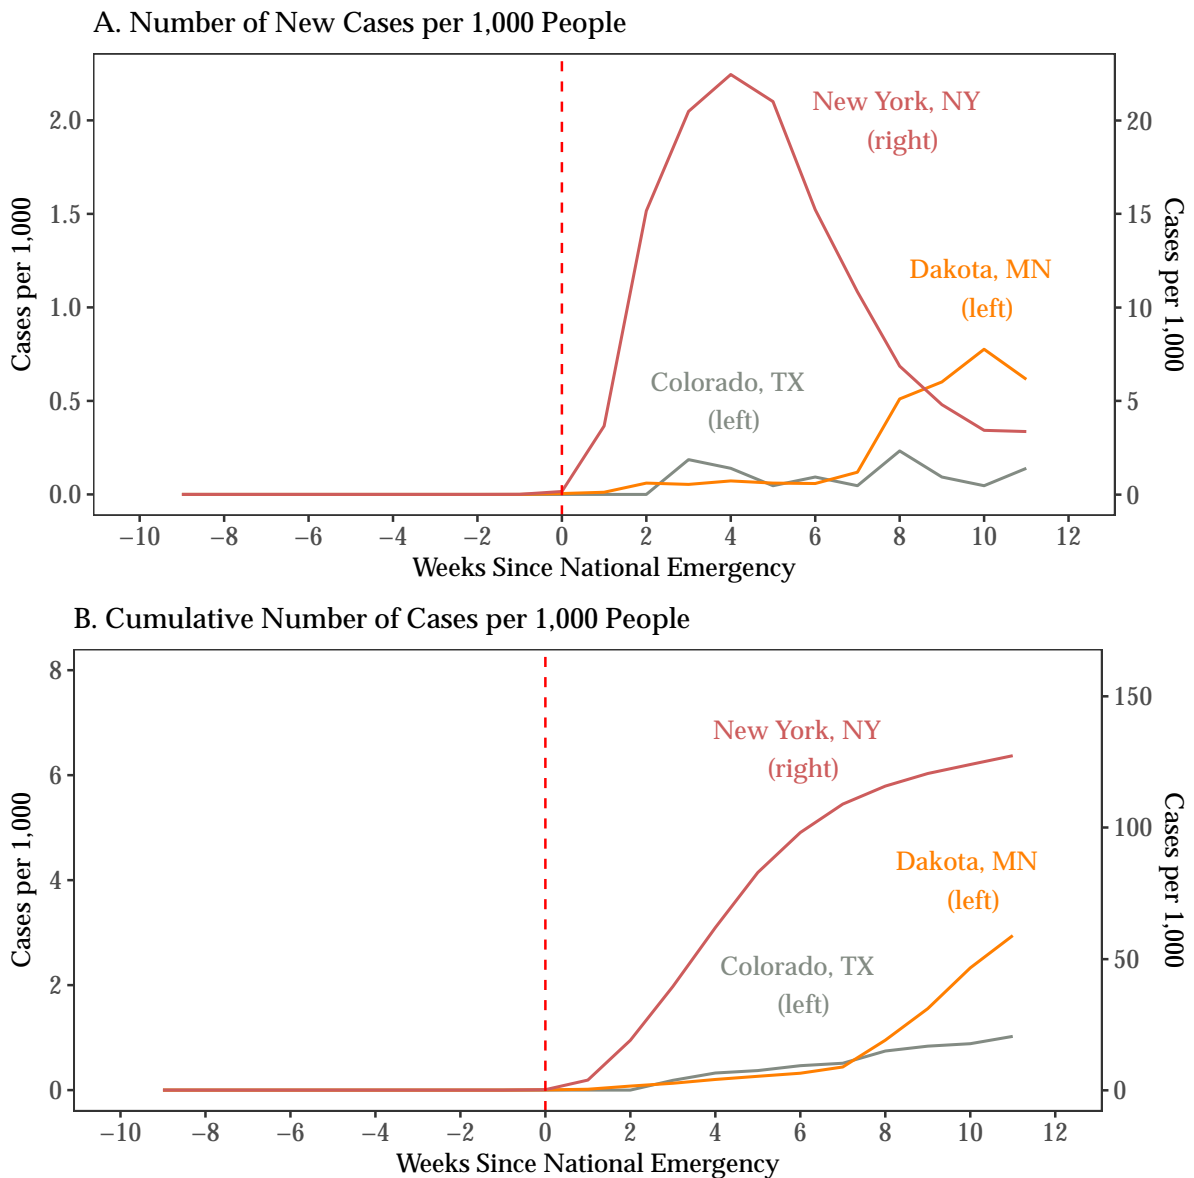 A. Number of New Cases per 1,000 People
Cases per 1,000
2.0
1.5
1.0
0.5
0.0
New York, NY
(right)
Dakota, MN
(left)
Colorado, TX
(left)
20
15
10
5
0
Cases per 1,000
−10 −8 −6 −4 −2 0 2 4 6 8 10 12
Weeks Since National Emergency
B. Cumulative Number of Cases per 1,000 People
Cases per 1,000
8
6
4
2
0
New York, NY
(right)
Dakota, MN
(left)
Colorado, TX
(left)
150
100
50
0
Cases per 1,000
−10 −8 −6 −4 −2 0 2 4 6 8 10 12
Weeks Since National Emergency